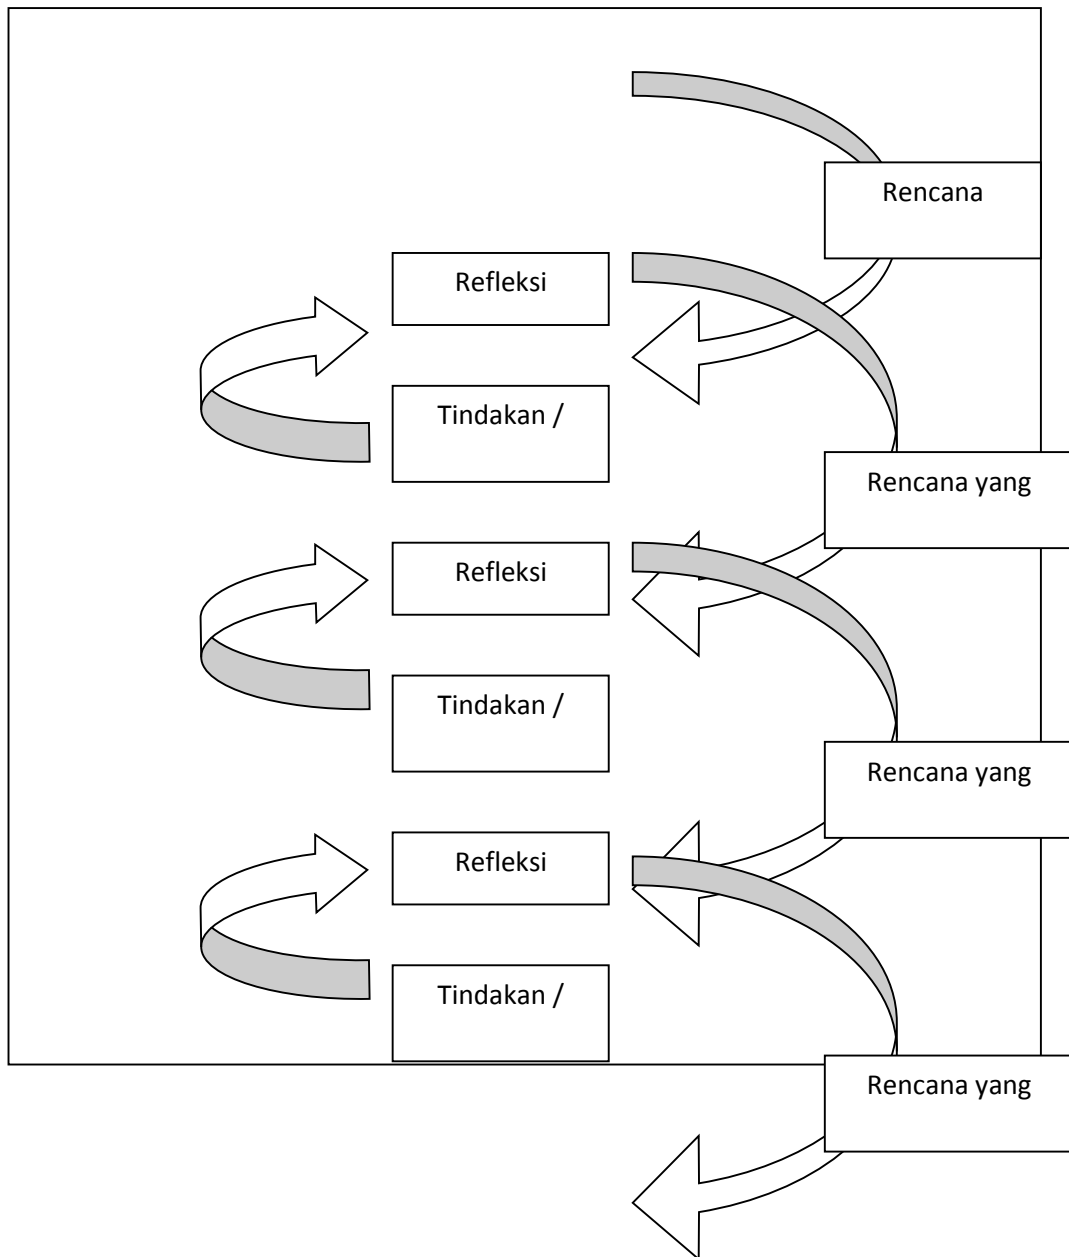 Rencana
Refleksi
Tindakan /
Rencana yang
Refleksi
Tindakan /
Rencana yang
Refleksi
Tindakan /
Rencana yang